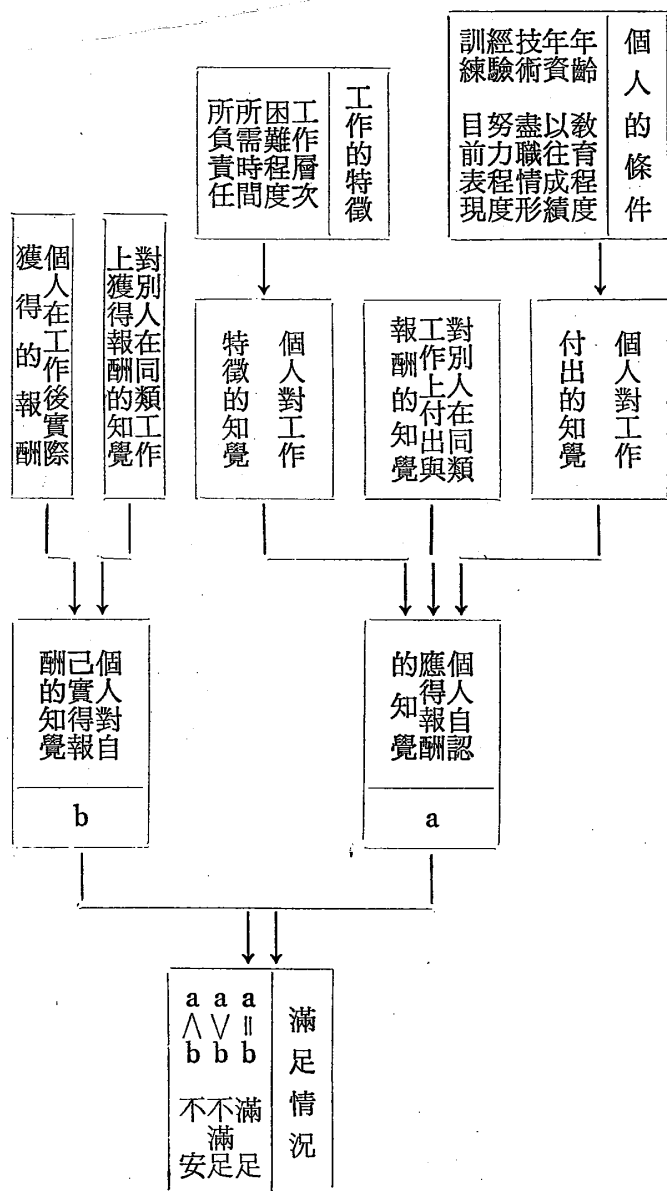 個人的條件
年齡 教育程度
年資 以往成績
技術 盡職情形
經驗 努力程度
訓練 目前表現
工作的特徵
工作層次
困難程度
所需時間
所負責任
個人對工作
付出的知覺
對別人在同類
工作上付出與
報酬的知覺
個人對工作
特徵的知覺
對別人在同類工作
上獲得報酬的知覺
個人在工作後實際
獲得的報酬
個人自認
應得報酬
的知覺
a
個人對自
己實得報
酬的知覺
b
滿足情況
a=b 滿足
a>b 不滿足
a<b 不安